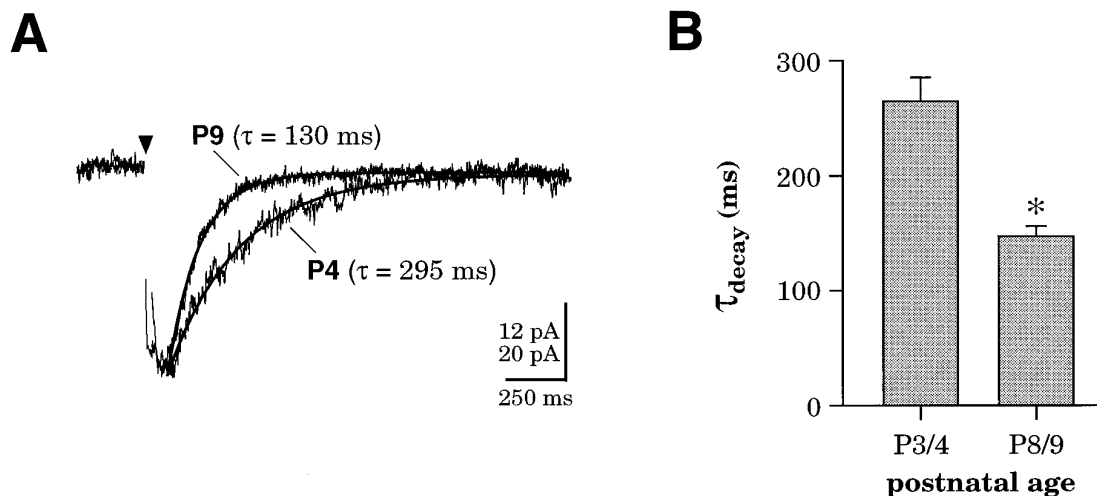 A
P9 (τ = 130 ms)
P4 (τ = 295 ms)
12 pA
20 pA
250 ms
B
τdecay (ms)
300
200
100
0
*
P3/4
P8/9
postnatal age